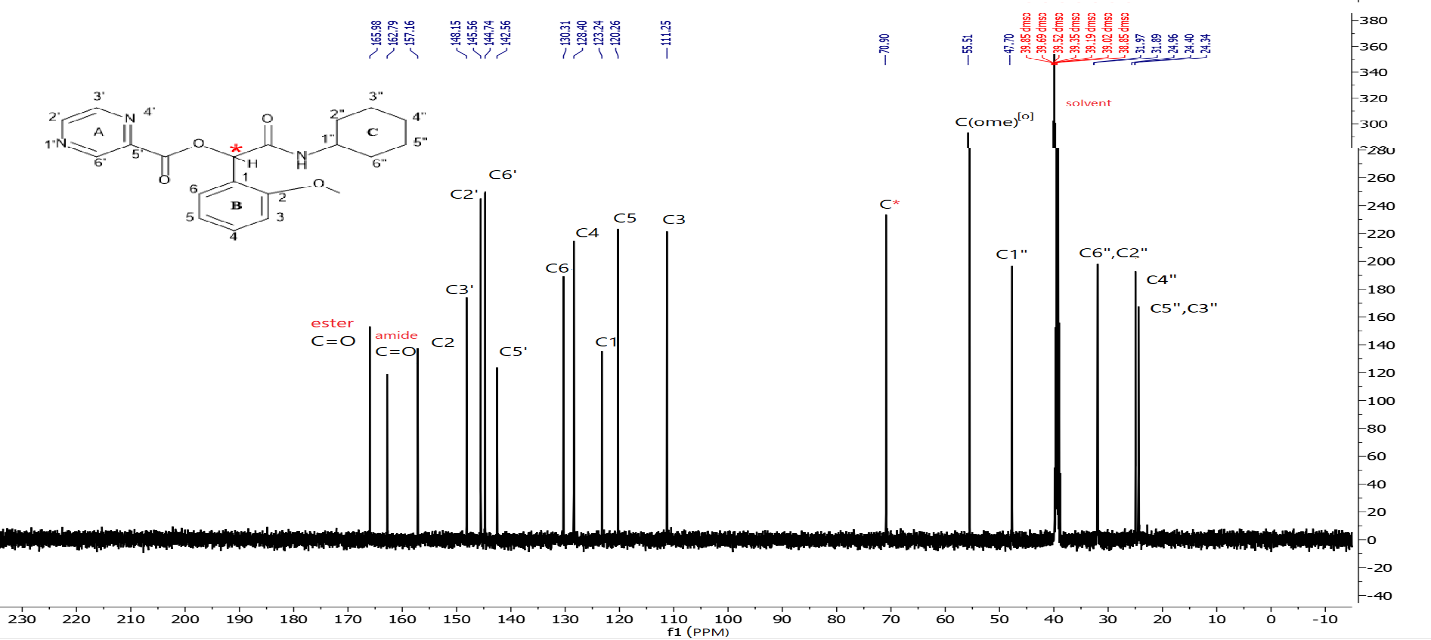 165.98
162.79
157.16
148.15
145.56
144.74
142.56
130.31
128.40
123.24
120.26
111.25
70.90
55.51
47.70
39.85 dmso
39.69 dmso
39.52 dmso
39.35 dmso
39.19 dmso
39.02 dmso
38.85 dmso
31.97
31.89
24.96
24.40
24.34
3'
2'
N 4'
A
1'N
6'
5'
O
O
*
H
O
N
H
1"
2"
3"
4"
5"
6"
C
1
2
3
4
5
6
B
O
ester
C=O
amide
C=O
C2
C3'
C2'
C6'
C5'
C6
C4
C1
C5
C3
C*
C(ome)[o]
C1"
solvent
C6",C2"
C4"
C5",C3"
380
360
340
320
300
280
260
240
220
200
180
160
140
120
100
80
60
40
20
0
-20
-40
230 220 210 200 190 180 170 160 150 140 130 120 110 100 90 80 70 60 50 40 30 20 10 0 -10
f1 (PPM)